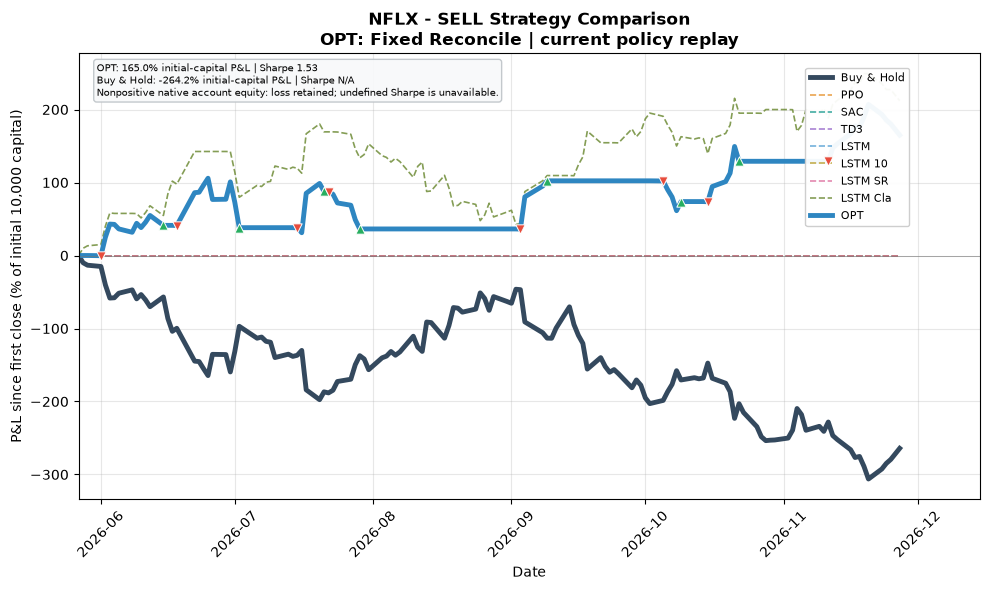 NFLX - SELL Strategy Comparison
OPT: Fixed Reconcile | current policy replay
OPT: 165.0% initial-capital P&L | Sharpe 1.53
Buy & Hold: -264.2% initial-capital P&L | Sharpe N/A
Nonpositive native account equity: loss retained; undefined Sharpe is unavailable.
Buy & Hold
PPO
SAC
TD3
LSTM
LSTM 10
LSTM SR
LSTM Cla
OPT
P&L since first close (% of initial 10,000 capital)
200
100
0
−100
−200
−300
2026-06
2026-07
2026-08
2026-09
2026-10
2026-11
2026-12
Date